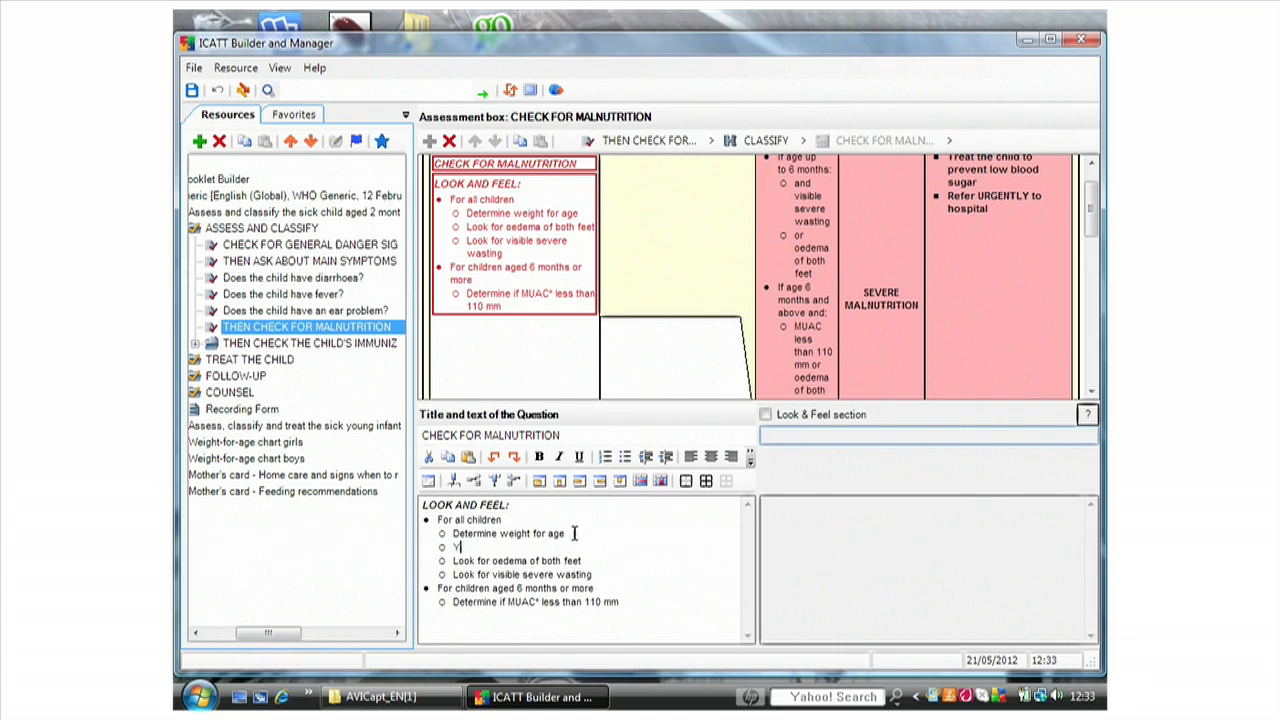 go
ICATT Builder and Manager
File Resource View Help
Resources Favorites
Assessment box: CHECK FOR MALNUTRITION
THEN CHECK FOR... > CLASSIFY > CHECK FOR MALN... >
ooklet Builder
eric [English (Global), WHO Generic, 12 Febru
Assess and classify the sick child aged 2 mont
ASSESS AND CLASSIFY
CHECK FOR GENERAL DANGER SIG
THEN ASK ABOUT MAIN SYMPTOMS
Does the child have diarrhoea?
Does the child have fever?
Does the child have an ear problem?
THEN CHECK FOR MALNUTRITION
THEN CHECK THE CHILD'S IMMUNIZ
TREAT THE CHILD
FOLLOW-UP
COUNSEL
Recording Form
Assess, classify and treat the sick young infant
Weight-for-age chart girls
Weight-for-age chart boys
Mother's card - Home care and signs when to r
Mother's card - Feeding recommendations
CHECK FOR MALNUTRITION
LOOK AND FEEL:
For all children
Determine weight for age
Look for oedema of both feet
Look for visible severe
wasting
For children aged 6 months or
more
Determine if MUAC* less than
110 mm
If age up
to 6 months:
and
visible
severe
wasting
or
oedema
of both
feet
If age 6
months and
above and:
MUAC
less
than 110
mm or
oedema
of both
SEVERE
MALNUTRITION
Treat the child to
prevent low blood
sugar
Refer URGENTLY to
hospital
Title and text of the Question
Look & Feel section
?
CHECK FOR MALNUTRITION
B I U
LOOK AND FEEL:
For all children
Determine weight for age
Y
Look for oedema of both feet
Look for visible severe wasting
For children aged 6 months or more
Determine if MUAC* less than 110 mm
21/05/2012 12:33
AVICapt_EN[1]
ICATT Builder and ...
hp
Yahoo! Search
12:33